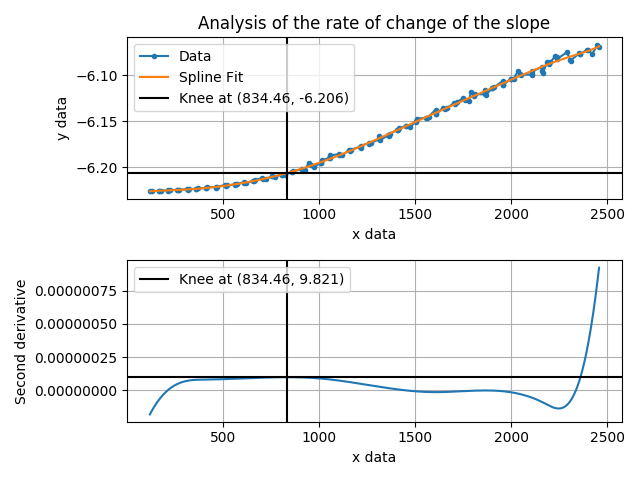 Analysis of the rate of change of the slope
Data
Spline Fit
Knee at (834.46, -6.206)
y data
−6.10
−6.15
−6.20
500 1000 1500 2000 2500
x data
Knee at (834.46, 9.821)
Second derivative
0.00000075
0.00000050
0.00000025
0.00000000
500 1000 1500 2000 2500
x data